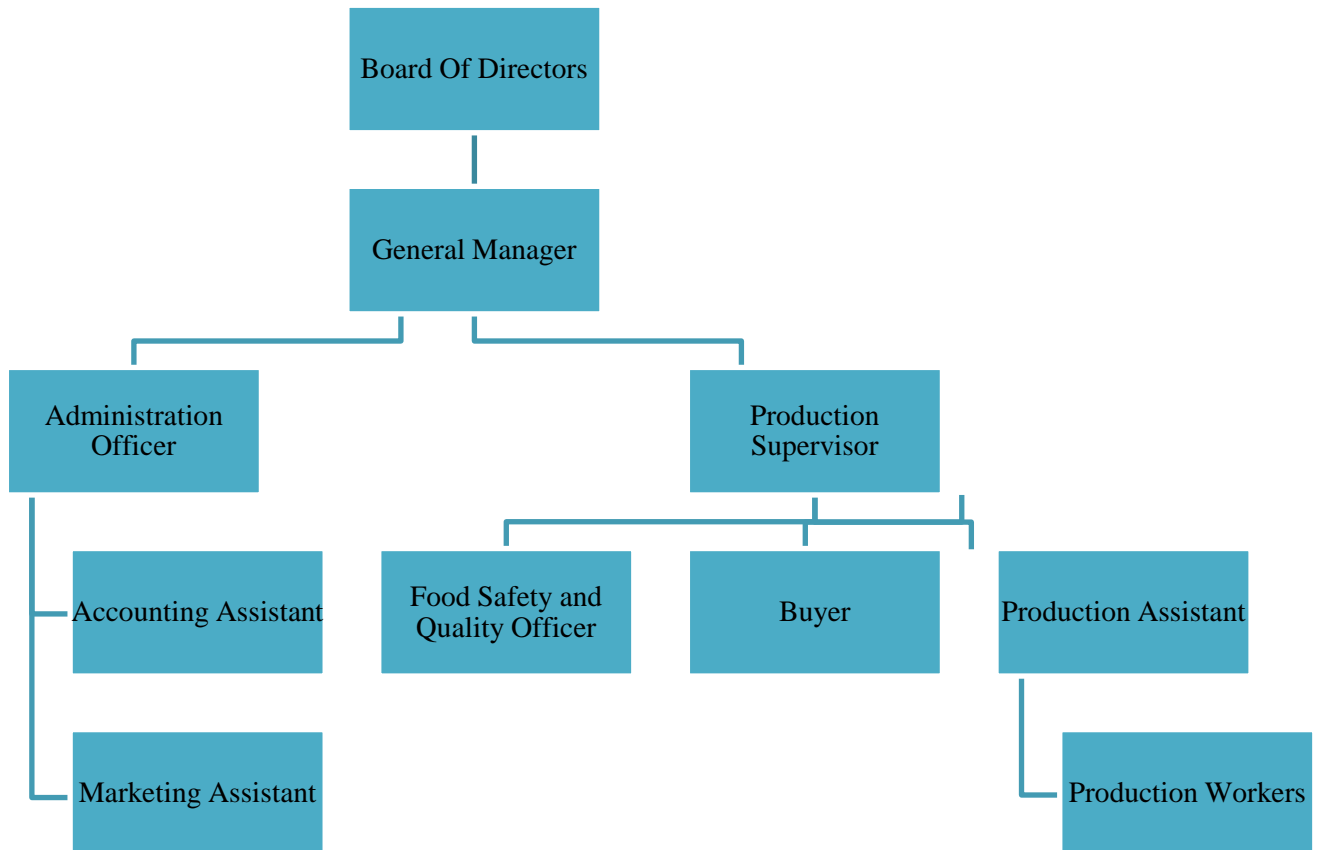 Board Of Directors
General Manager
Administration
Officer
Production
Supervisor
Accounting Assistant
Food Safety and
Quality Officer
Buyer
Production Assistant
Marketing Assistant
Production Workers